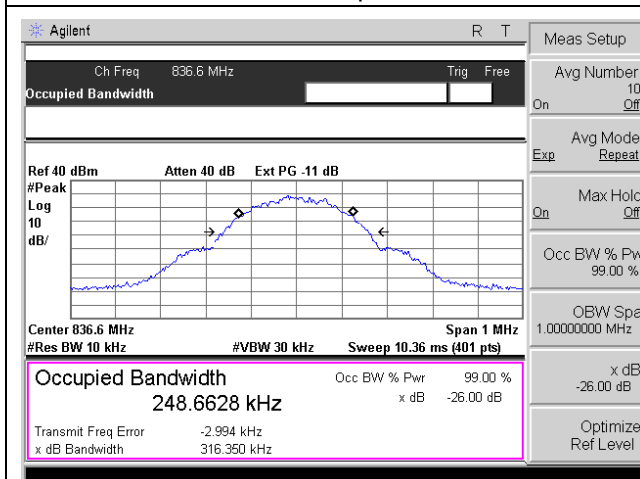 Agilent R T
Ch Freq 836.6 MHz Trig Free
Occupied Bandwidth
Ref 40 dBm Atten 40 dB Ext PG -11 dB
#Peak
Log
10
dB/
Center 836.6 MHz Span 1 MHz
#Res BW 10 kHz #VBW 30 kHz Sweep 10.36 ms (401 pts)
Occupied Bandwidth Occ BW % Pwr 99.00 %
248.6628 kHz x dB -26.00 dB
Transmit Freq Error -2.994 kHz
x dB Bandwidth 316.350 kHz
Meas Setup
Avg Number
10
On Off
Avg Mode
Exp Repeat
Max Hold
On Off
Occ BW % Pw
99.00 %
OBW Spa
1.00000000 MHz
x dB
-26.00 dB
Optimize
Ref Level